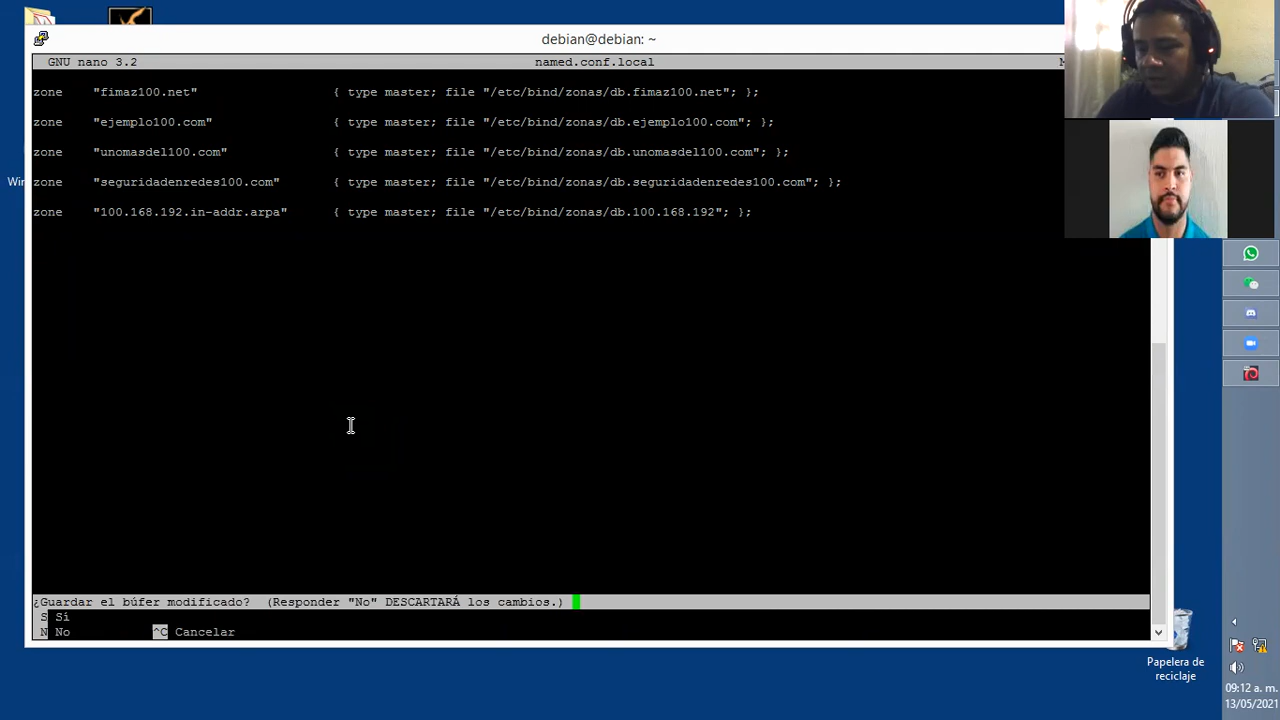 debian@debian: ~
GNU nano 3.2 named.conf.local
zone "fimaz100.net" { type master; file "/etc/bind/zonas/db.fimaz100.net"; };
zone "ejemplo100.com" { type master; file "/etc/bind/zonas/db.ejemplo100.com"; };
zone "unomasdel100.com" { type master; file "/etc/bind/zonas/db.unomasdel100.com"; };
zone "seguridadenredes100.com" { type master; file "/etc/bind/zonas/db.seguridadenredes100.com"; };
zone "100.168.192.in-addr.arpa" { type master; file "/etc/bind/zonas/db.100.168.192"; };
¿Guardar el búfer modificado? (Responder "No" DESCARTARÁ los cambios.)
S Sí
N No ^C Cancelar
Papelera de
reciclaje
09:12 a. m.
13/05/2021